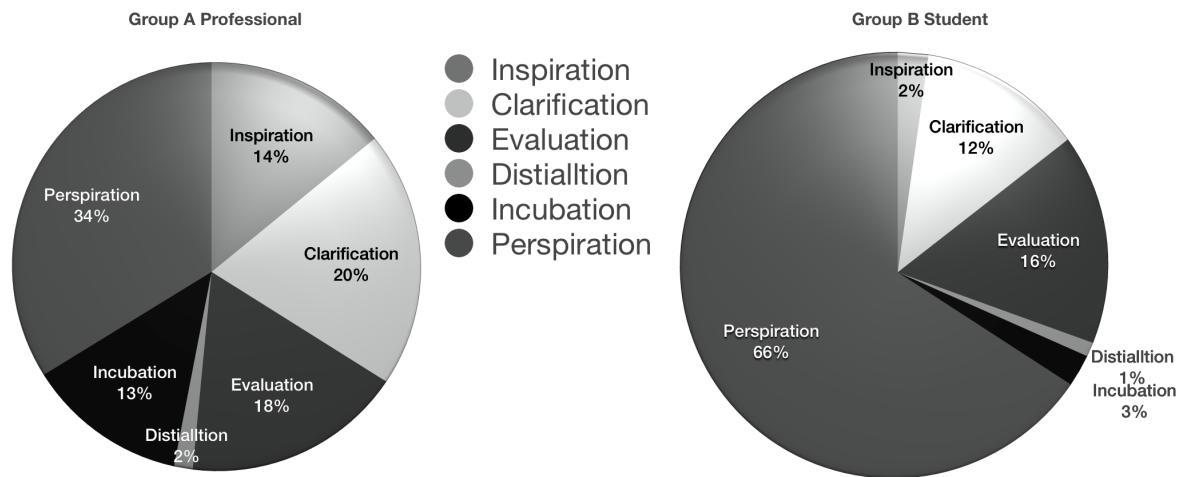 Group A Professional
Group B Student
Inspiration
14%
Clarification
20%
Evaluation
18%
Distialltion
2%
Incubation
13%
Perspiration
34%
Inspiration
Clarification
Evaluation
Distialltion
Incubation
Perspiration
Inspiration
2%
Clarification
12%
Evaluation
16%
Distialltion
1%
Incubation
3%
Perspiration
66%